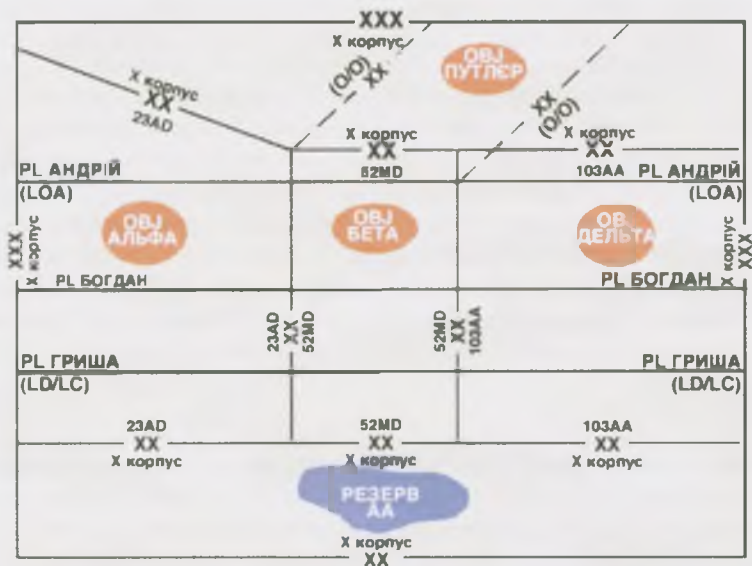 XXX
X корпус
(O/O)
XX
OBJ
ПУТЛЄР
XX
(O/O)
X корпус
XX
23AD
X корпус
XX
82MD
X корпус
XX
103AA
PL АНДРІЙ
(LOA)
PL АНДРІЙ
(LOA)
OBJ
АЛЬФА
OBJ
БЕТА
OB
ДЕЛЬТА
XXX
X корпус
X корпус
XXX
PL БОГДАН
PL БОГДАН
23AD
XX
52MD
52MD
XX
103AA
PL ГРИША
(LD/LC)
PL ГРИША
(LD/LC)
23AD
XX
X корпус
52MD
XX
X корпус
103AA
XX
X корпус
РЕЗЕРВ
АА
X корпус
XX